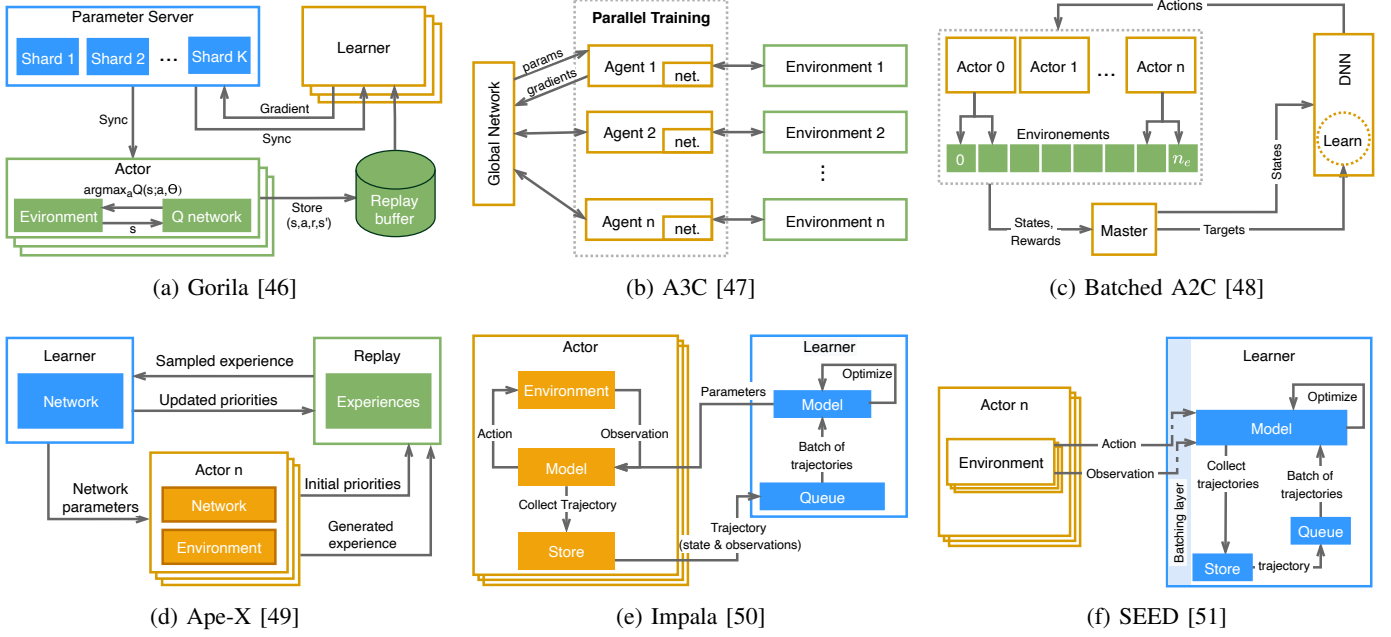 Parameter Server
Shard 1
Shard 2
...
Shard K
Learner
Gradient
Sync
Sync
Actor
argmaxₐQ(s;a,Θ)
Evironment
Q network
s
Store
(s,a,r,s')
Replay
buffer
(a) Gorila [46]
Parallel Training
Global Network
params
gradients
Agent 1
net.
Environment 1
Agent 2
net.
Environment 2
⋮
Agent n
net.
Environment n
(b) A3C [47]
Actions
Actor 0
Actor 1
...
Actor n
DNN
Environements
0
nₑ
Learn
States
States,
Rewards
Master
Targets
(c) Batched A2C [48]
Learner
Network
Sampled experience
Updated priorities
Replay
Experiences
Network
parameters
Actor n
Network
Environment
Initial priorities
Generated
experience
(d) Ape-X [49]
Actor
Environment
Action
Observation
Model
Collect Trajectory
Store
Parameters
Trajectory
(state & observations)
Learner
Optimize
Model
Batch of
trajectories
Queue
(e) Impala [50]
Actor n
Environment
Action
Observation
Batching layer
Learner
Optimize
Model
Collect
trajectories
Batch of
trajectories
Queue
Store
trajectory
(f) SEED [51]